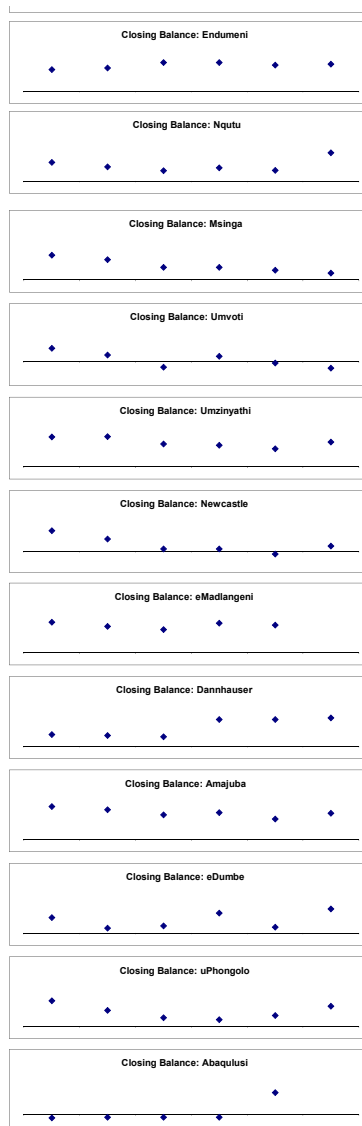 Closing Balance: Endumeni
Closing Balance: Nqutu
Closing Balance: Msinga
Closing Balance: Umvoti
Closing Balance: Umzinyathi
Closing Balance: Newcastle
Closing Balance: eMadlangeni
Closing Balance: Dannhauser
Closing Balance: Amajuba
Closing Balance: eDumbe
Closing Balance: uPhongolo
Closing Balance: Abaqulusi